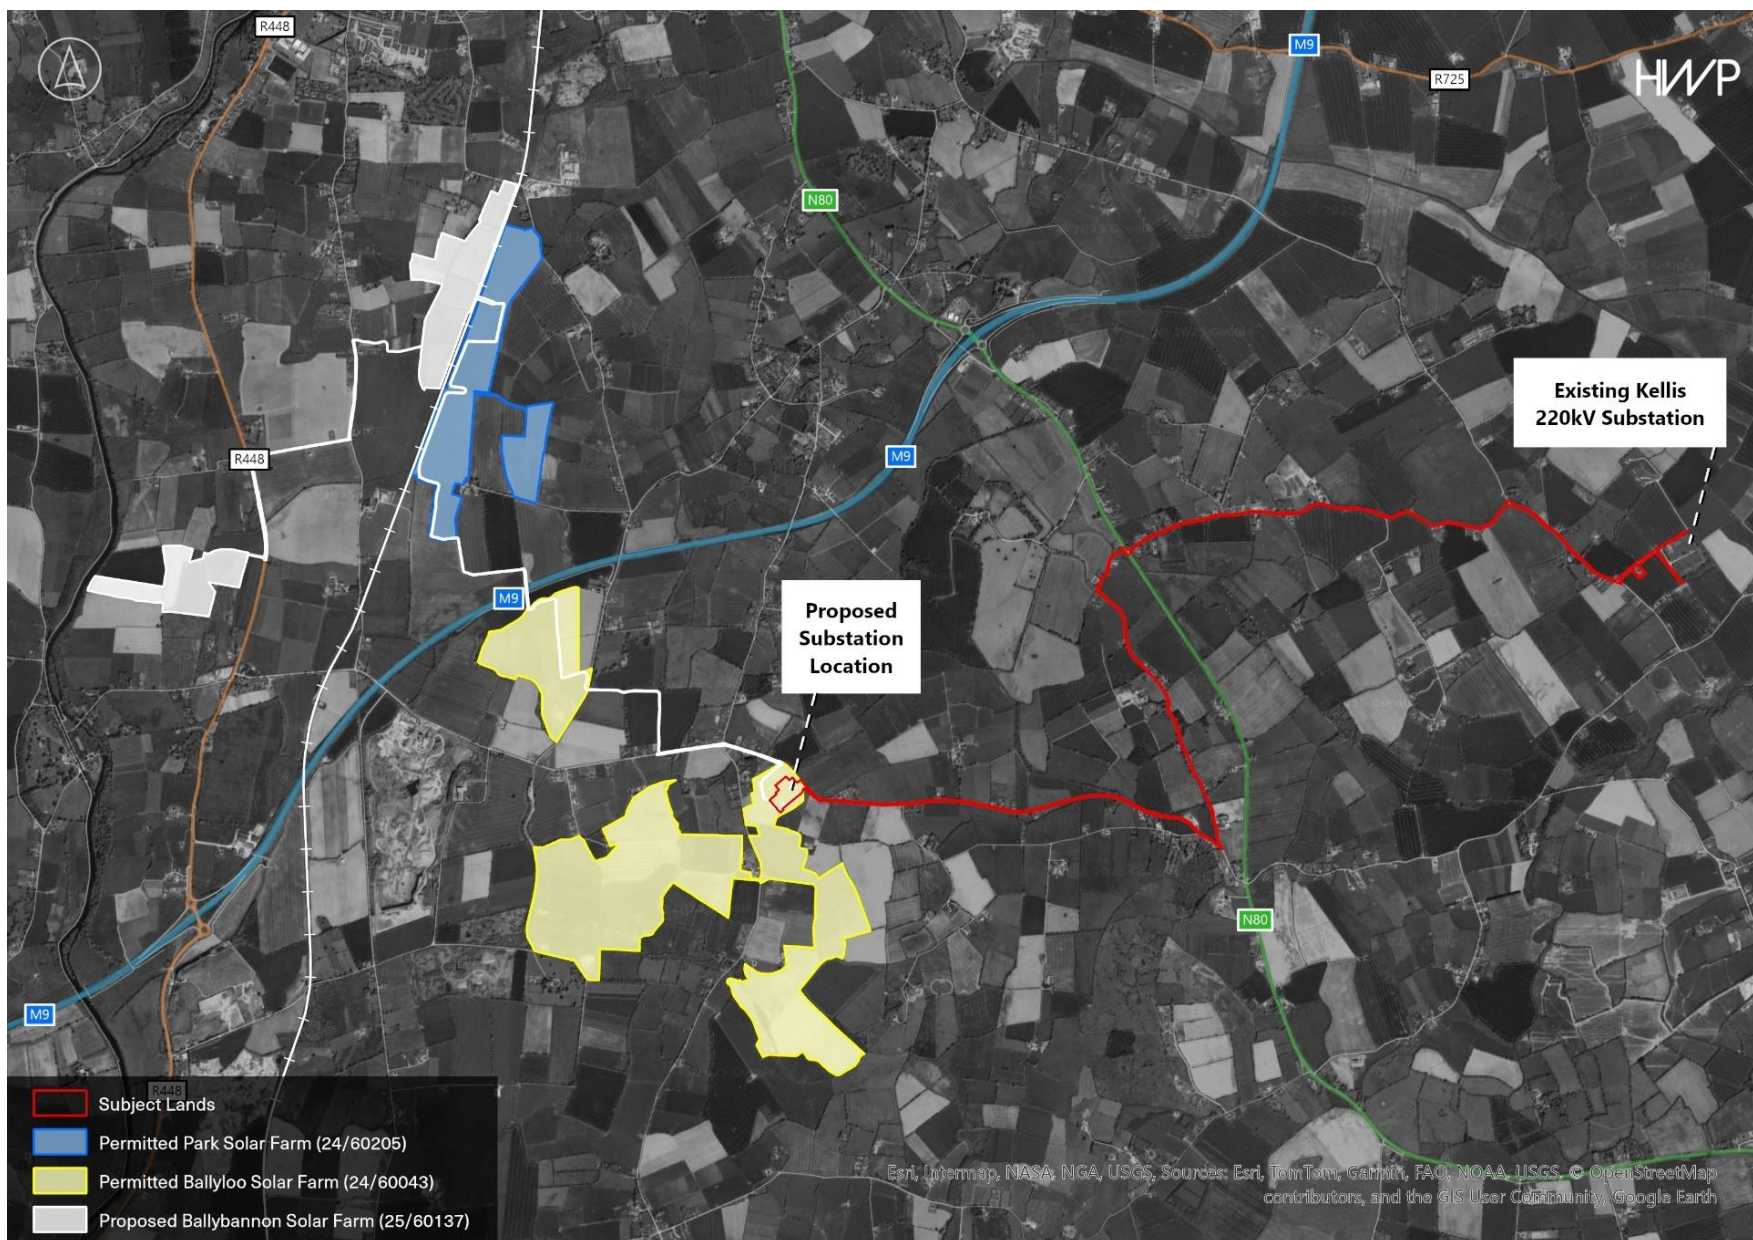 R448
M9
R725
HWP
N80
Existing Kellis
220kV Substation
M9
R448
M9
Proposed
Substation
Location
N80
M9
R448
Subject Lands
Permitted Park Solar Farm (24/60205)
Permitted Ballyloo Solar Farm (24/60043)
Proposed Ballybannon Solar Farm (25/60137)
Esri, Intermap, NASA, NGA, USGS, Sources: Esri, TomTom, Garmin, FAO, NOAA, USGS, © OpenStreetMap
contributors, and the GIS User Community, Google Earth